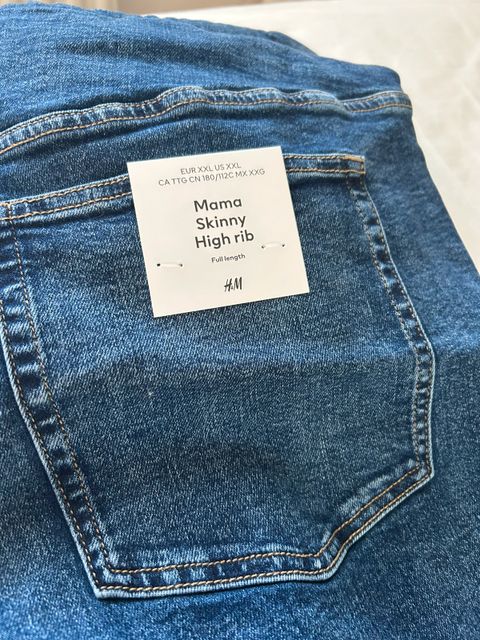 EUR XXL US XXL
CA TTG CN 180/112C MX XXG
Mama
Skinny
High rib
Full length
H&M